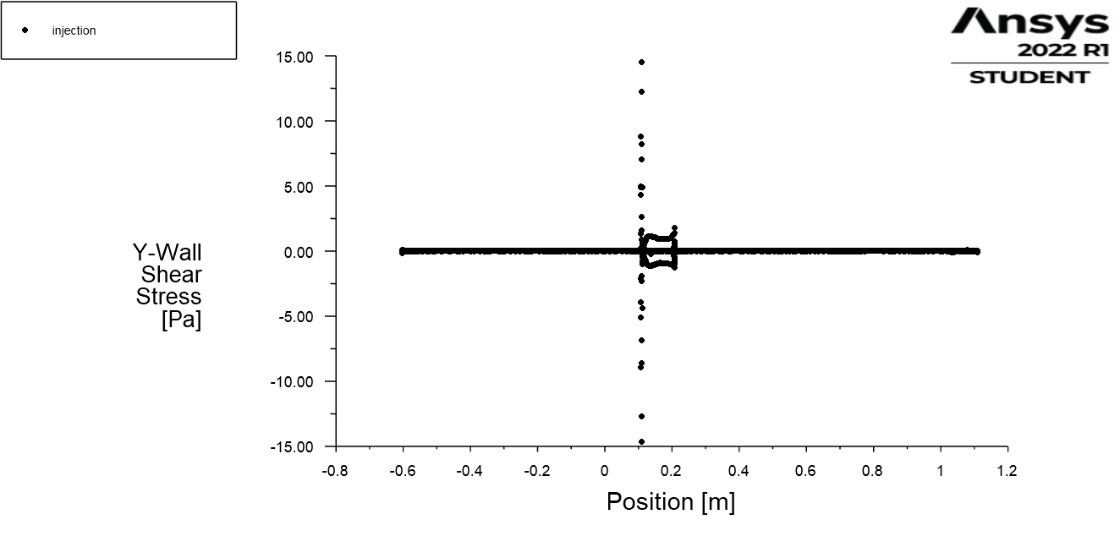 injection
Ansys
2022 R1
STUDENT
15.00
10.00
5.00
0.00
-5.00
-10.00
-15.00
Y-Wall
Shear
Stress
[Pa]
-0.8 -0.6 -0.4 -0.2 0 0.2 0.4 0.6 0.8 1 1.2
Position [m]